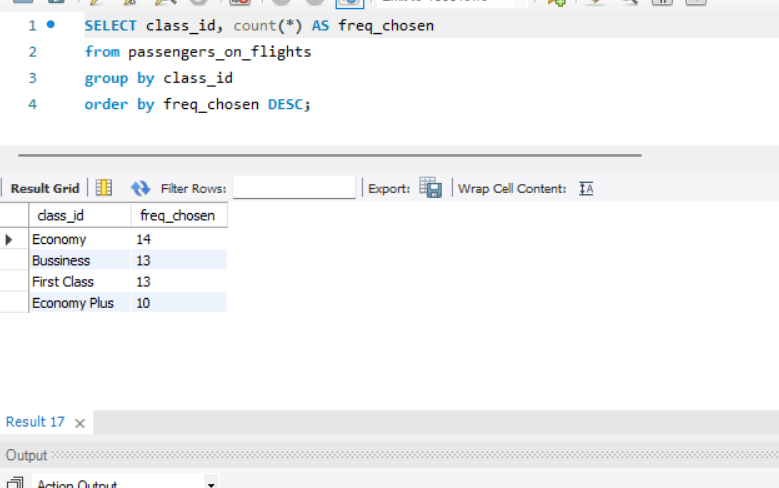 1 SELECT class_id, count(*) AS freq_chosen
2 from passengers_on_flights
3 group by class_id
4 order by freq_chosen DESC;
Result Grid Filter Rows: Export: Wrap Cell Content: IA
class_id freq_chosen
Economy 14
Bussiness 13
First Class 13
Economy Plus 10
Result 17 ×
Output
Action Output